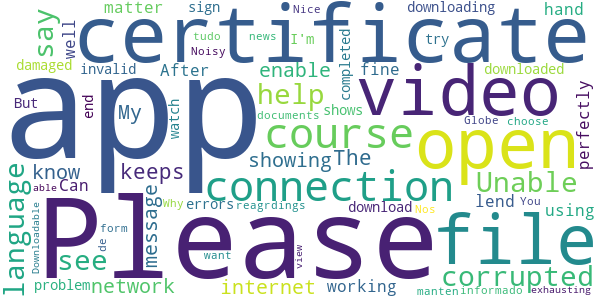 say matter sign Nice downloading hand
certificate
well tudo news I'm completed try
damaged Noisy
invalid After enable fine downloaded
app But end My watch help video perfectly
documents shows Globe choose
course open
language know keeps showing The
connection Unable
able Can Why errors reagrdings download Nos lend You using
Please file
Downloadable see de form message want view
corrupted
problem network internet working manten informado exhausting